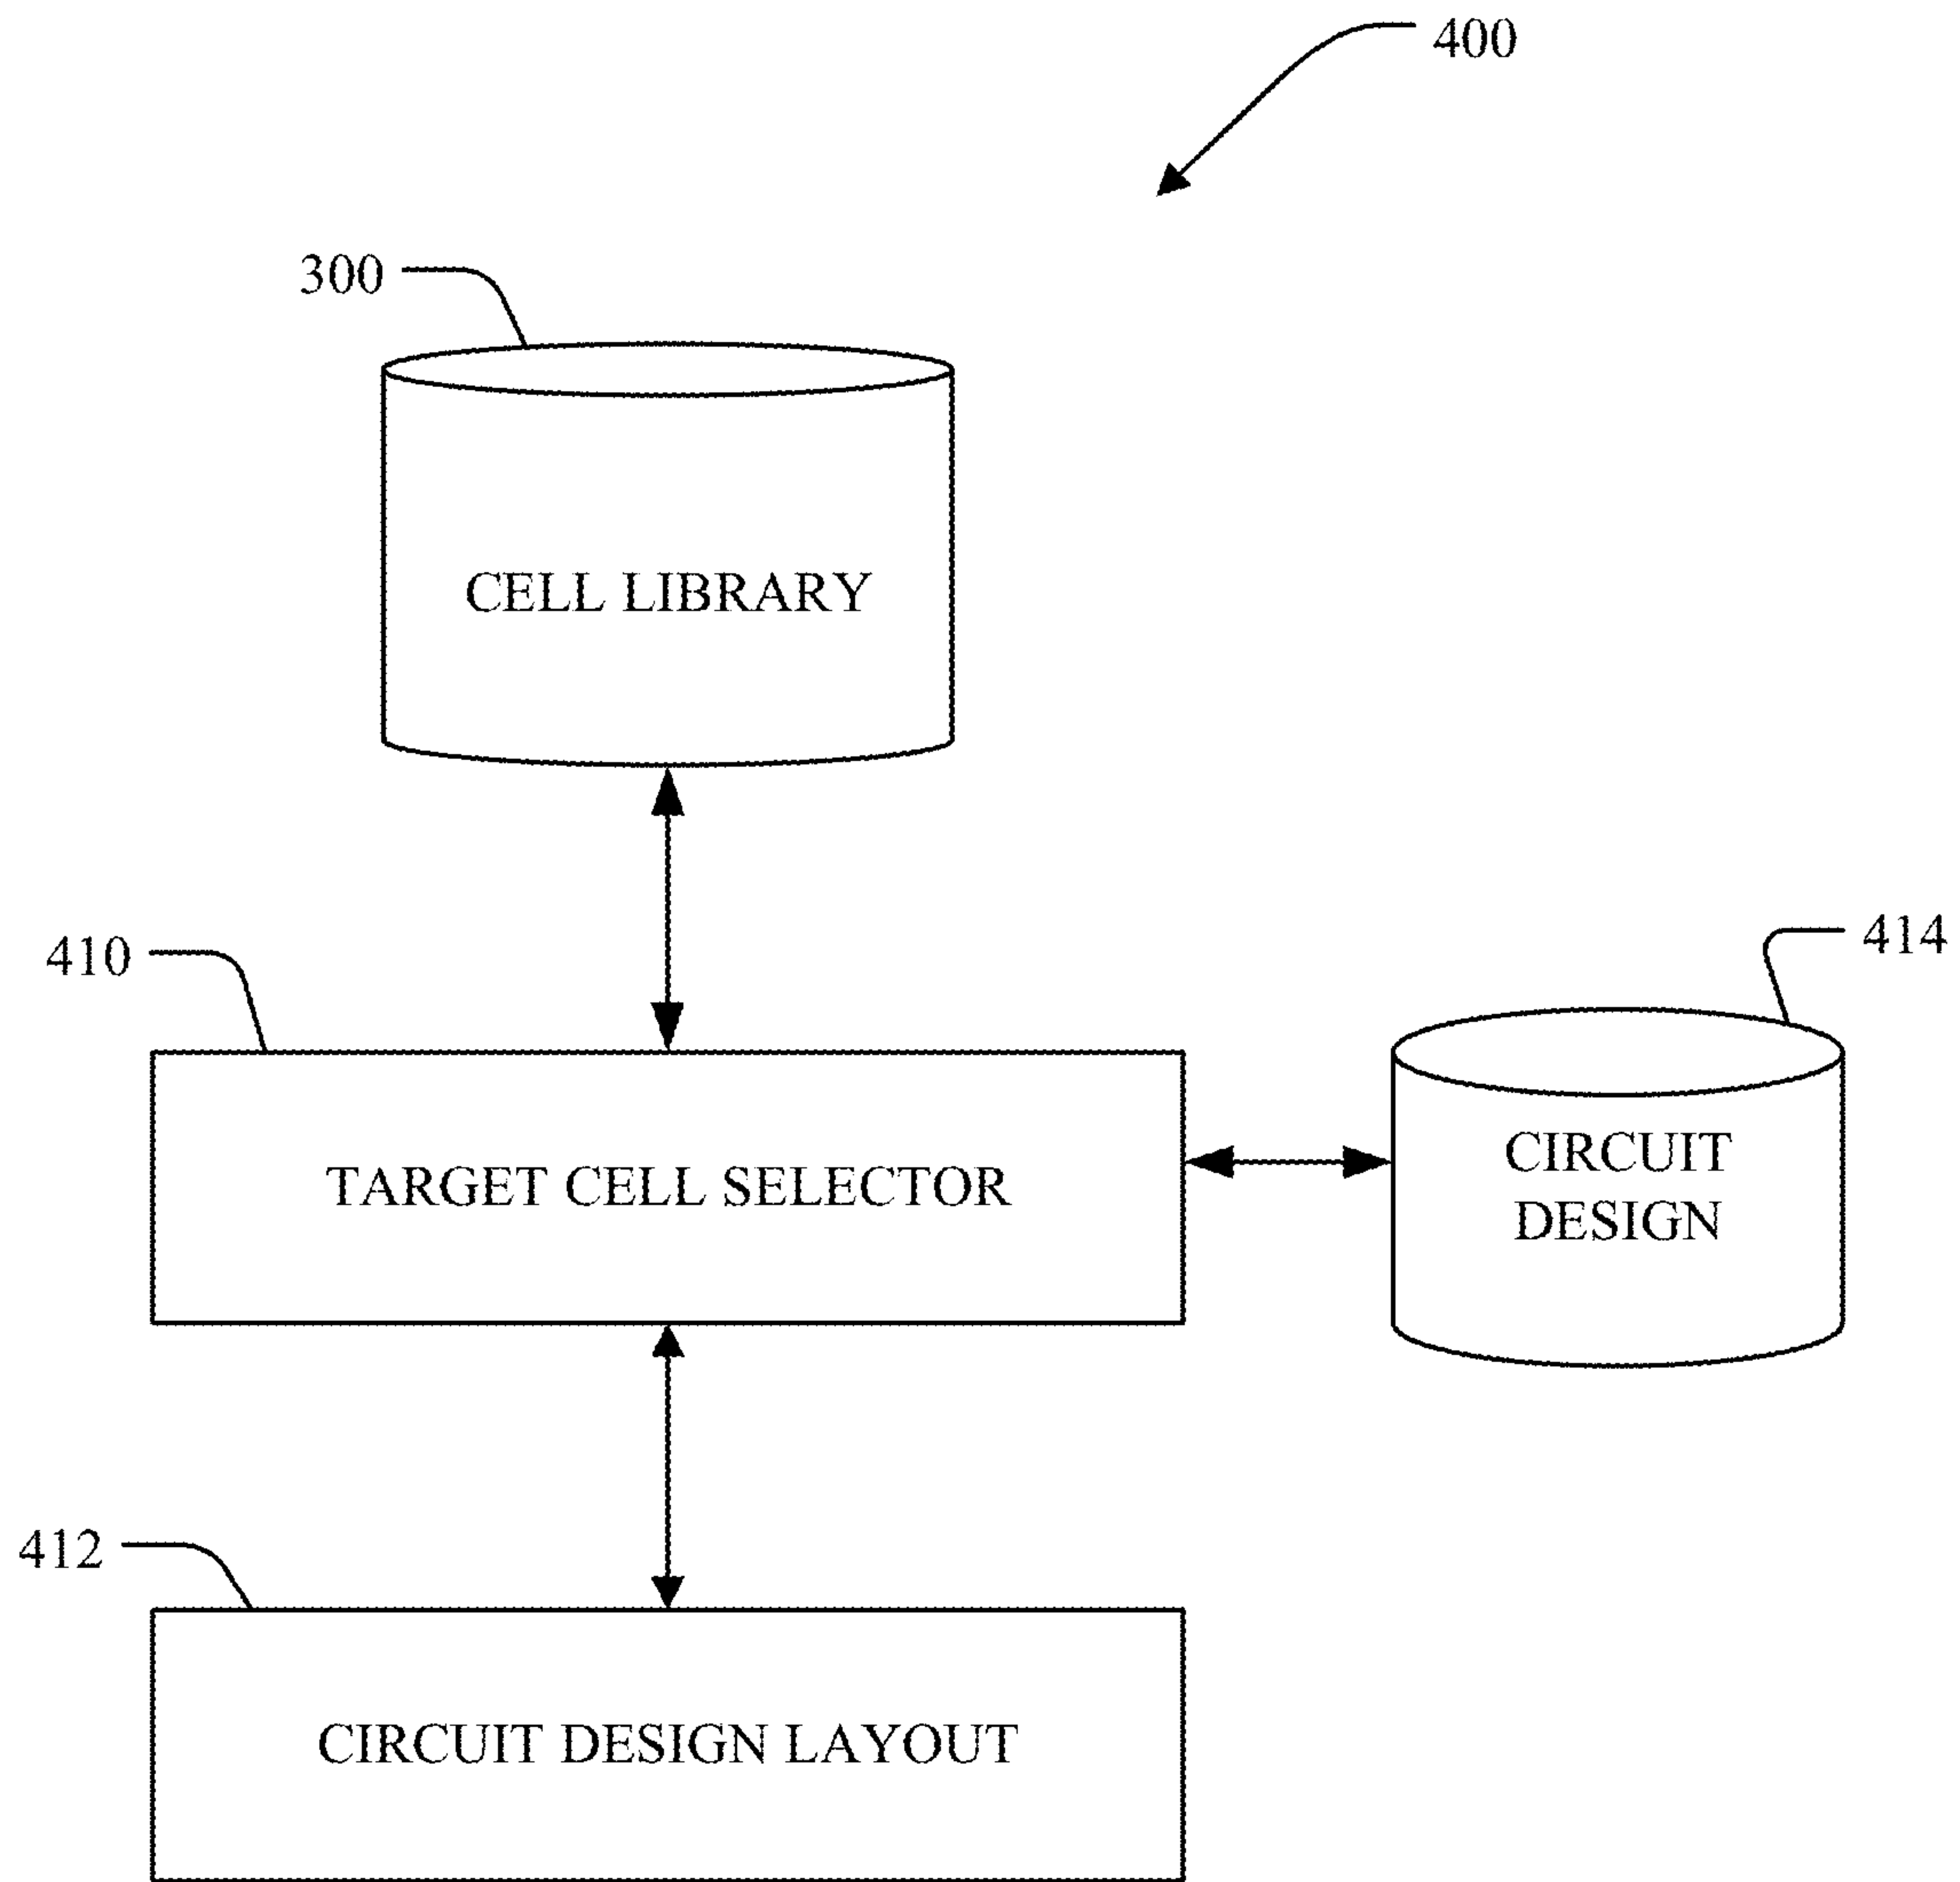 400
300
CELL LIBRARY
410
414
TARGET CELL SELECTOR
CIRCUIT
DESIGN
412
CIRCUIT DESIGN LAYOUT